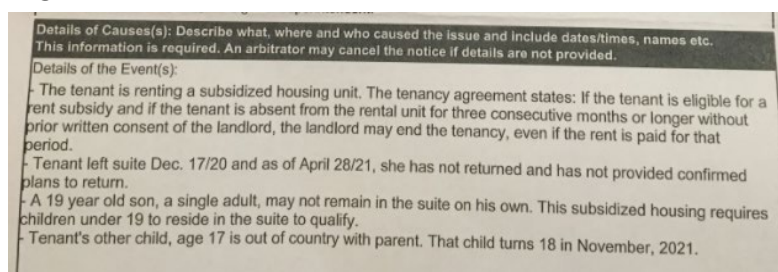 Details of Causes(s): Describe what, where and who caused the issue and include dates/times, names etc.
This information is required. An arbitrator may cancel the notice if details are not provided.
Details of the Event(s):
- The tenant is renting a subsidized housing unit. The tenancy agreement states: If the tenant is eligible for a
rent subsidy and if the tenant is absent from the rental unit for three consecutive months or longer without
prior written consent of the landlord, the landlord may end the tenancy, even if the rent is paid for that
period.
- Tenant left suite Dec. 17/20 and as of April 28/21, she has not returned and has not provided confirmed
plans to return.
- A 19 year old son, a single adult, may not remain in the suite on his own. This subsidized housing requires
children under 19 to reside in the suite to qualify.
- Tenant's other child, age 17 is out of country with parent. That child turns 18 in November, 2021.